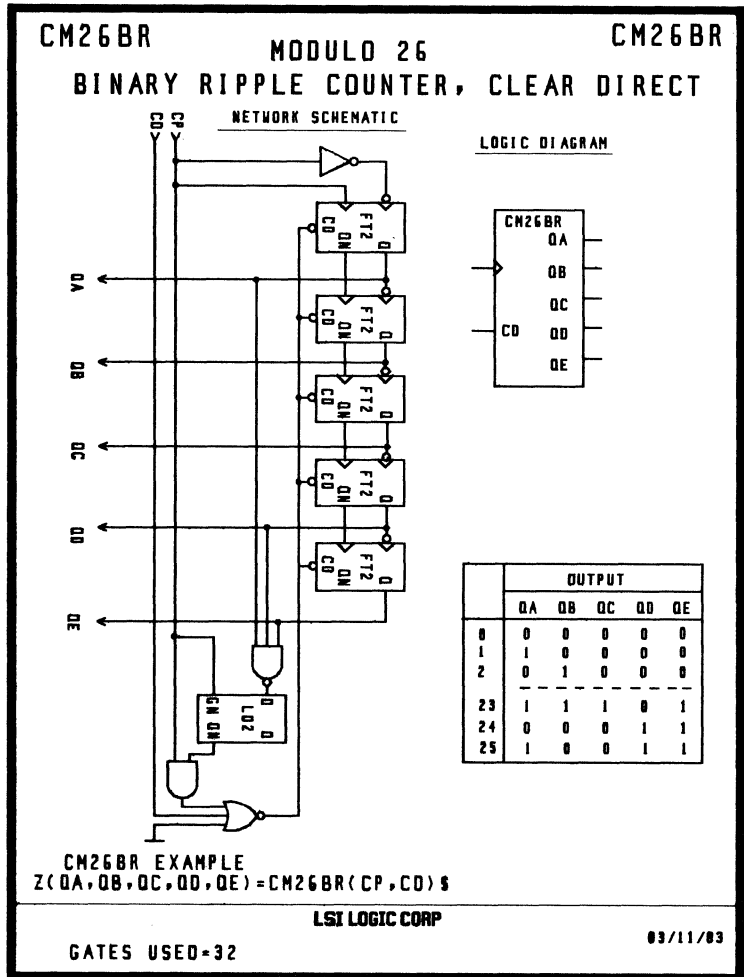 CM26BR CM26BR
MODULO 26
BINARY RIPPLE COUNTER, CLEAR DIRECT
NETWORK SCHEMATIC
LOGIC DIAGRAM
CD CP
CD QN FT2 Q
QA
CD QN FT2 Q
QB
CD QN FT2 Q
QC
CD QN FT2 Q
QD
CD QN FT2 Q
QE
GN QN LD2 D Q
CM26BR
QA
QB
QC
CD QD
QE
OUTPUT
QA QB QC QD QE
0 0 0 0 0 0
1 1 0 0 0 0
2 0 1 0 0 0
23 1 1 1 0 1
24 0 0 0 1 1
25 1 0 0 1 1
CM26BR EXAMPLE
Z(QA,QB,QC,QD,QE)=CM26BR(CP,CD)$
LSI LOGIC CORP
03/11/83
GATES USED=32